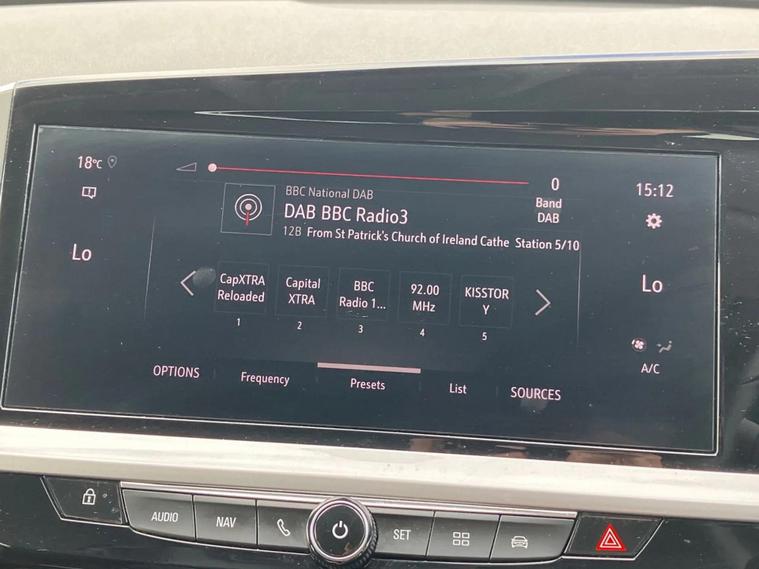 18°C
0
15:12
BBC National DAB
Band
DAB BBC Radio3
DAB
12B From St Patrick's Church of Ireland Cathe Station 5/10
Lo
Lo
CapXTRA
Reloaded
1
Capital
XTRA
2
BBC
Radio 1...
3
92.00
MHz
4
KISSTOR
Y
5
A/C
OPTIONS
Frequency
Presets
List
SOURCES
AUDIO
NAV
SET